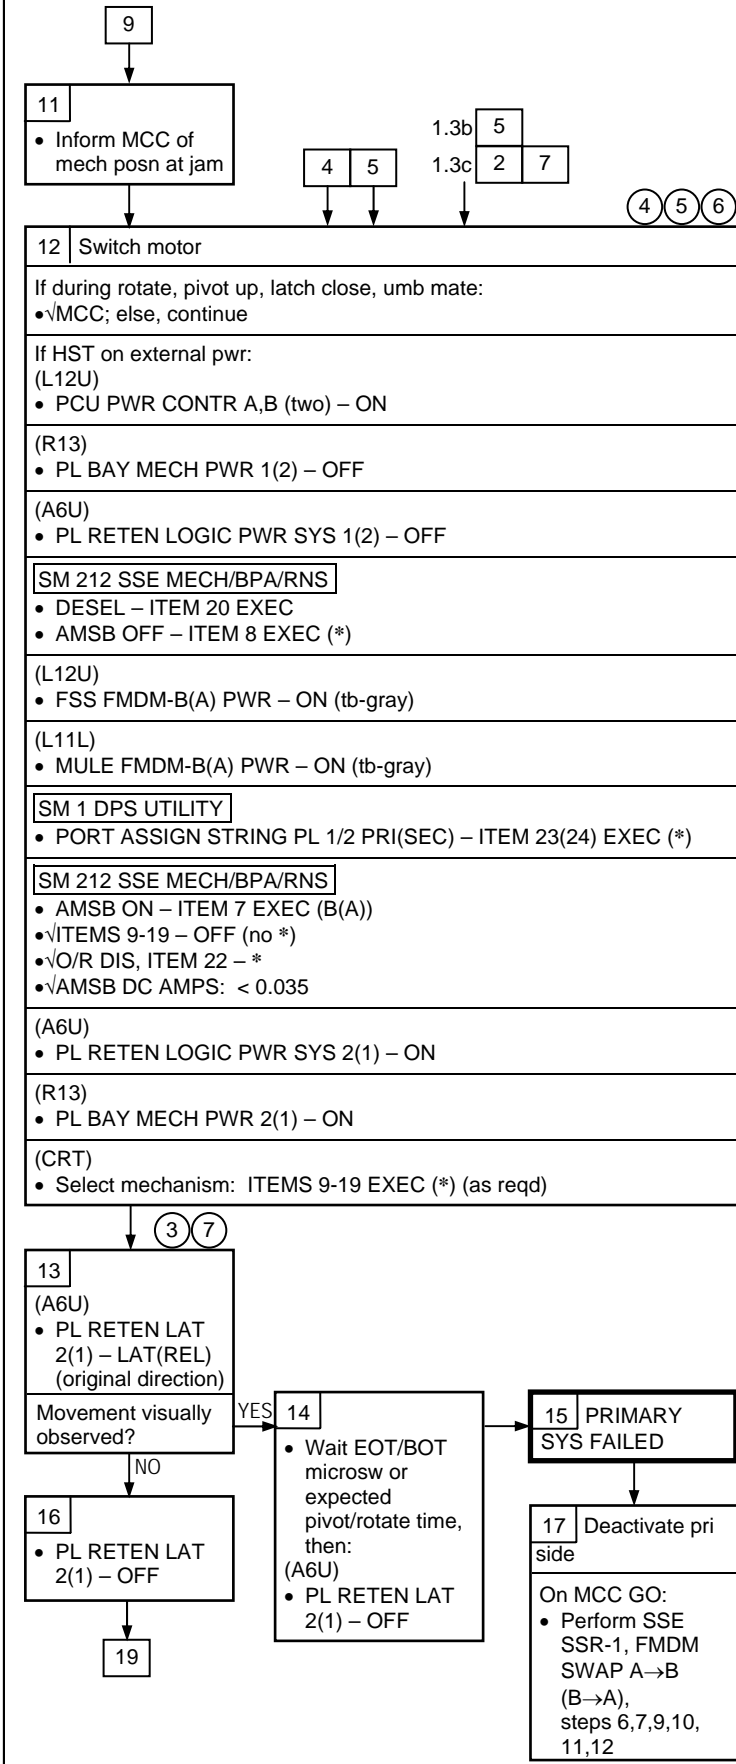 9
11
• Inform MCC of
mech posn at jam
4 5
1.3b 5
1.3c 2 7
4 5 6
12 Switch motor
If during rotate, pivot up, latch close, umb mate:
•√MCC; else, continue
If HST on external pwr:
(L12U)
• PCU PWR CONTR A,B (two) – ON
(R13)
• PL BAY MECH PWR 1(2) – OFF
(A6U)
• PL RETEN LOGIC PWR SYS 1(2) – OFF
SM 212 SSE MECH/BPA/RNS
• DESEL – ITEM 20 EXEC
• AMSB OFF – ITEM 8 EXEC (*)
(L12U)
• FSS FMDM-B(A) PWR – ON (tb-gray)
(L11L)
• MULE FMDM-B(A) PWR – ON (tb-gray)
SM 1 DPS UTILITY
• PORT ASSIGN STRING PL 1/2 PRI(SEC) – ITEM 23(24) EXEC (*)
SM 212 SSE MECH/BPA/RNS
• AMSB ON – ITEM 7 EXEC (B(A))
•√ITEMS 9-19 – OFF (no *)
•√O/R DIS, ITEM 22 – *
•√AMSB DC AMPS: < 0.035
(A6U)
• PL RETEN LOGIC PWR SYS 2(1) – ON
(R13)
• PL BAY MECH PWR 2(1) – ON
(CRT)
• Select mechanism: ITEMS 9-19 EXEC (*) (as reqd)
3 7
13
(A6U)
• PL RETEN LAT
2(1) – LAT(REL)
(original direction)
Movement visually
observed?
YES
NO
14
• Wait EOT/BOT
microsw or
expected
pivot/rotate time,
then:
(A6U)
• PL RETEN LAT
2(1) – OFF
15 PRIMARY
SYS FAILED
16
• PL RETEN LAT
2(1) – OFF
19
17 Deactivate pri
side
On MCC GO:
• Perform SSE
SSR-1, FMDM
SWAP A→B
(B→A),
steps 6,7,9,10,
11,12